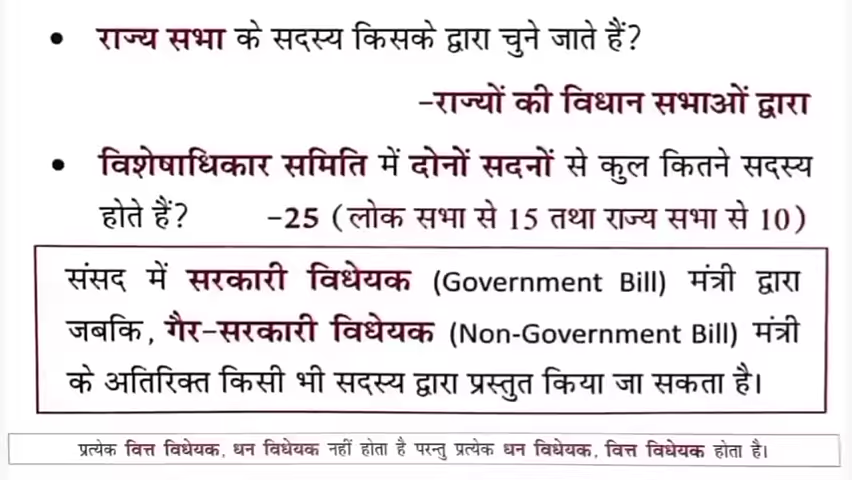 • राज्य सभा के सदस्य किसके द्वारा चुने जाते हैं?
–राज्यों की विधान सभाओं द्वारा
• विशेषाधिकार समिति में दोनों सदनों से कुल कितने सदस्य
होते हैं? –25 (लोक सभा से 15 तथा राज्य सभा से 10)
संसद में सरकारी विधेयक (Government Bill) मंत्री द्वारा
जबकि, गैर–सरकारी विधेयक (Non-Government Bill) मंत्री
के अतिरिक्त किसी भी सदस्य द्वारा प्रस्तुत किया जा सकता है।
प्रत्येक वित्त विधेयक, धन विधेयक नहीं होता है परन्तु प्रत्येक धन विधेयक, वित्त विधेयक होता है।